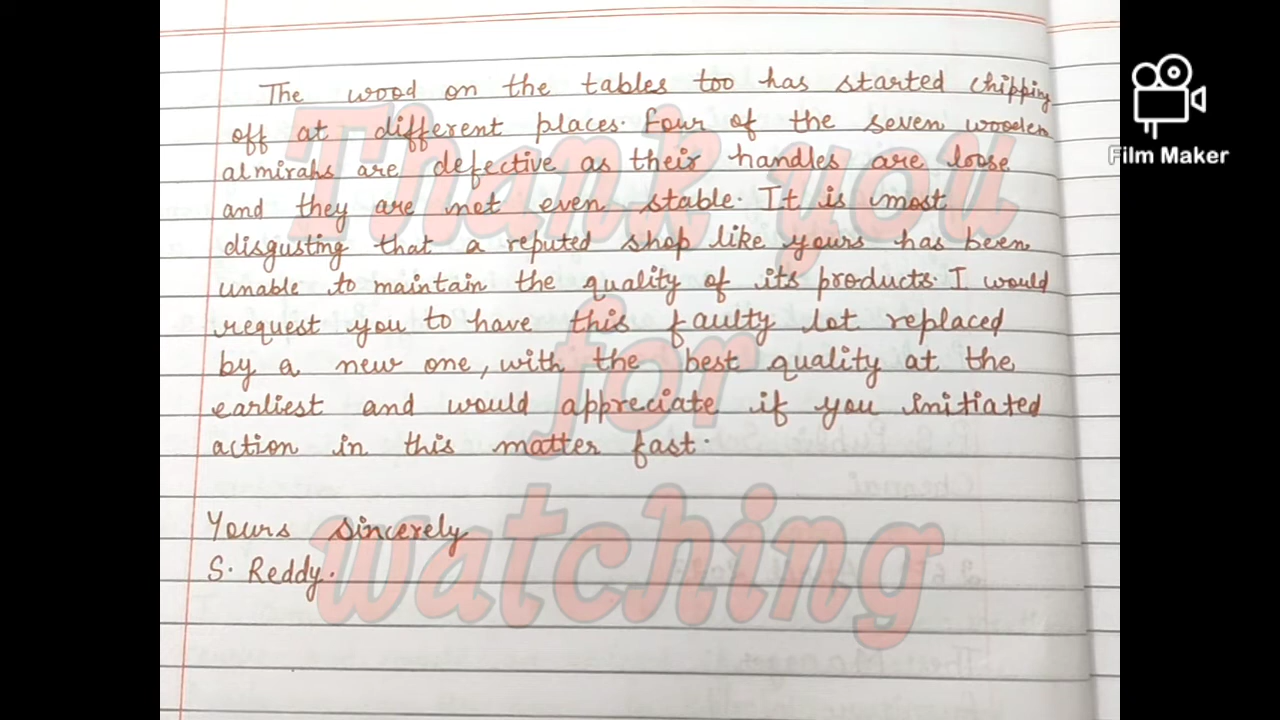 The wood on the tables too has started chipping
off at different places. Four of the seven wooden
almirahs are defective as their handles are loose
and they are not even stable. It is most
disgusting that a reputed shop like yours has been
unable to maintain the quality of its products. I would
request you to have this faulty lot replaced
by a new one, with the best quality at the
earliest and would appreciate if you initiated
action in this matter fast.
Yours sincerely
S. Reddy.
Thank you
for
watching
Film Maker